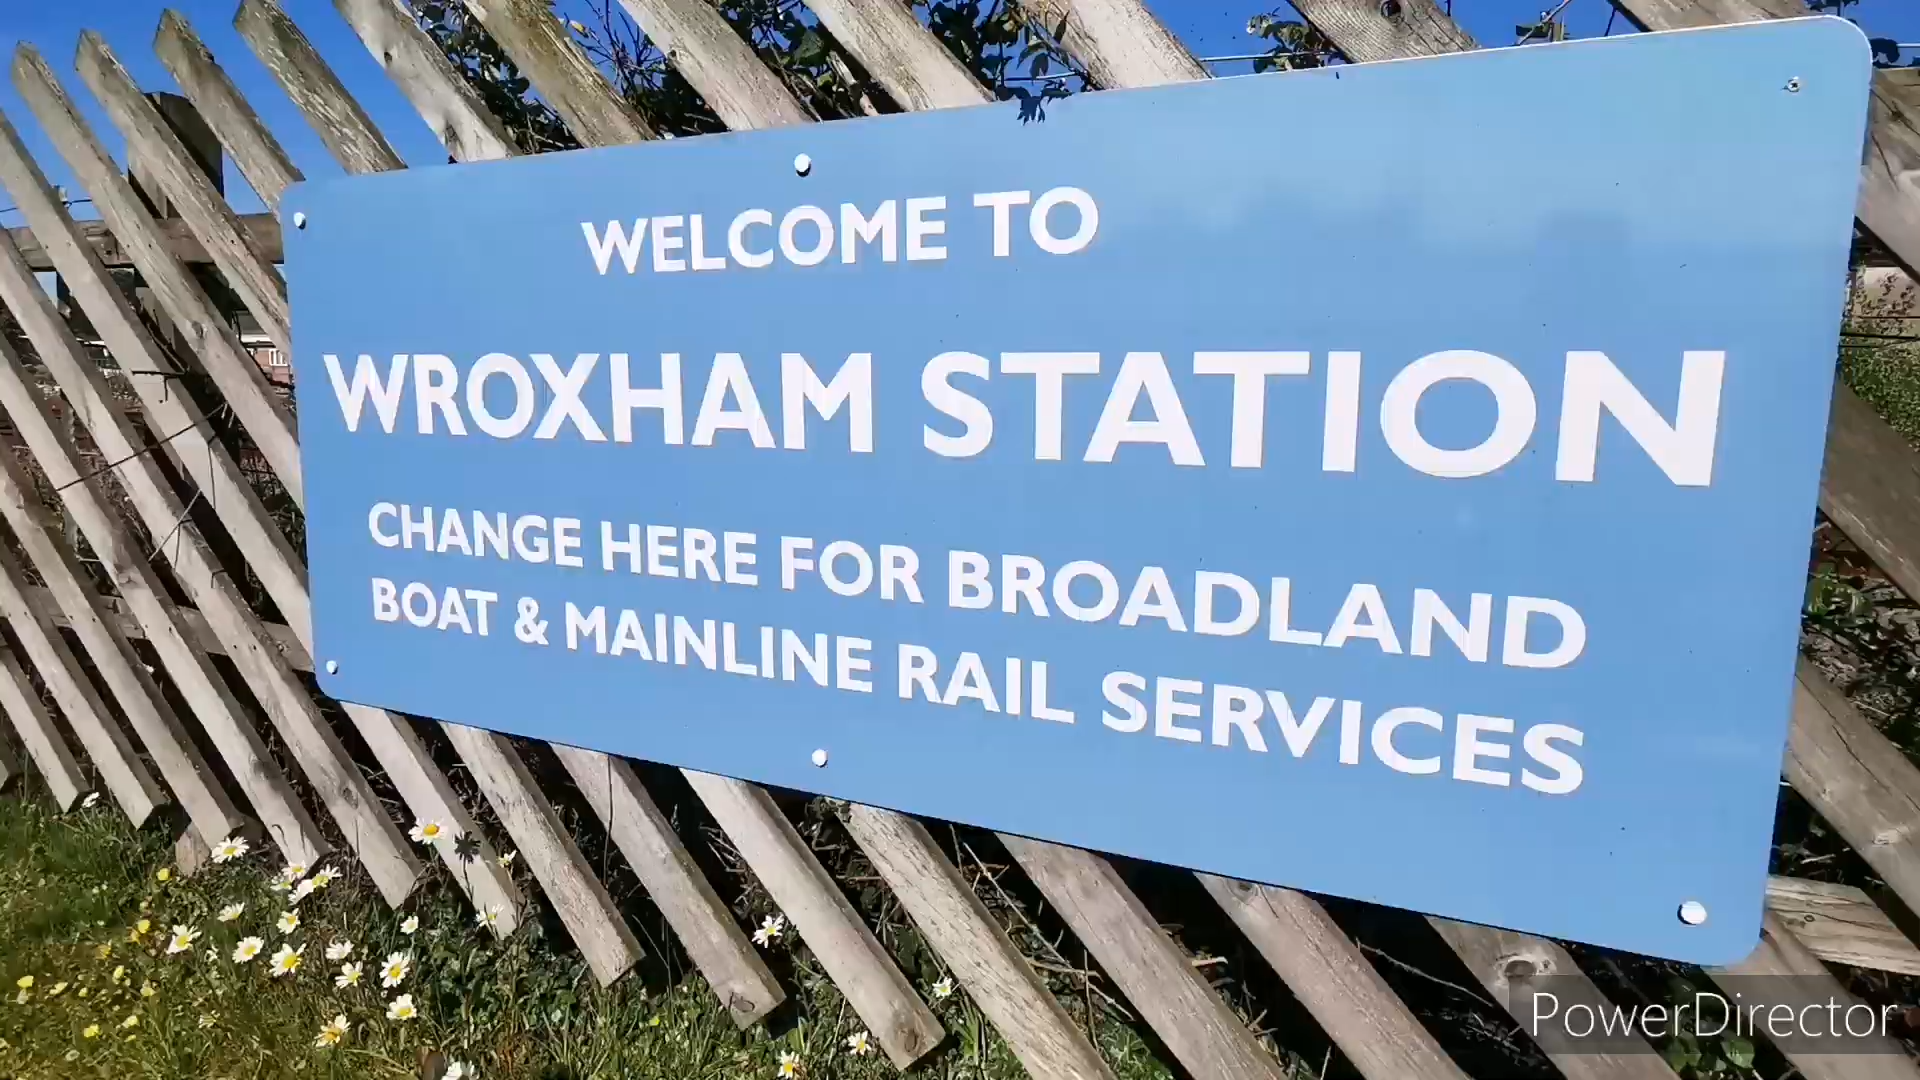 WELCOME TO
WROXHAM STATION
CHANGE HERE FOR BROADLAND
BOAT & MAINLINE RAIL SERVICES
PowerDirector